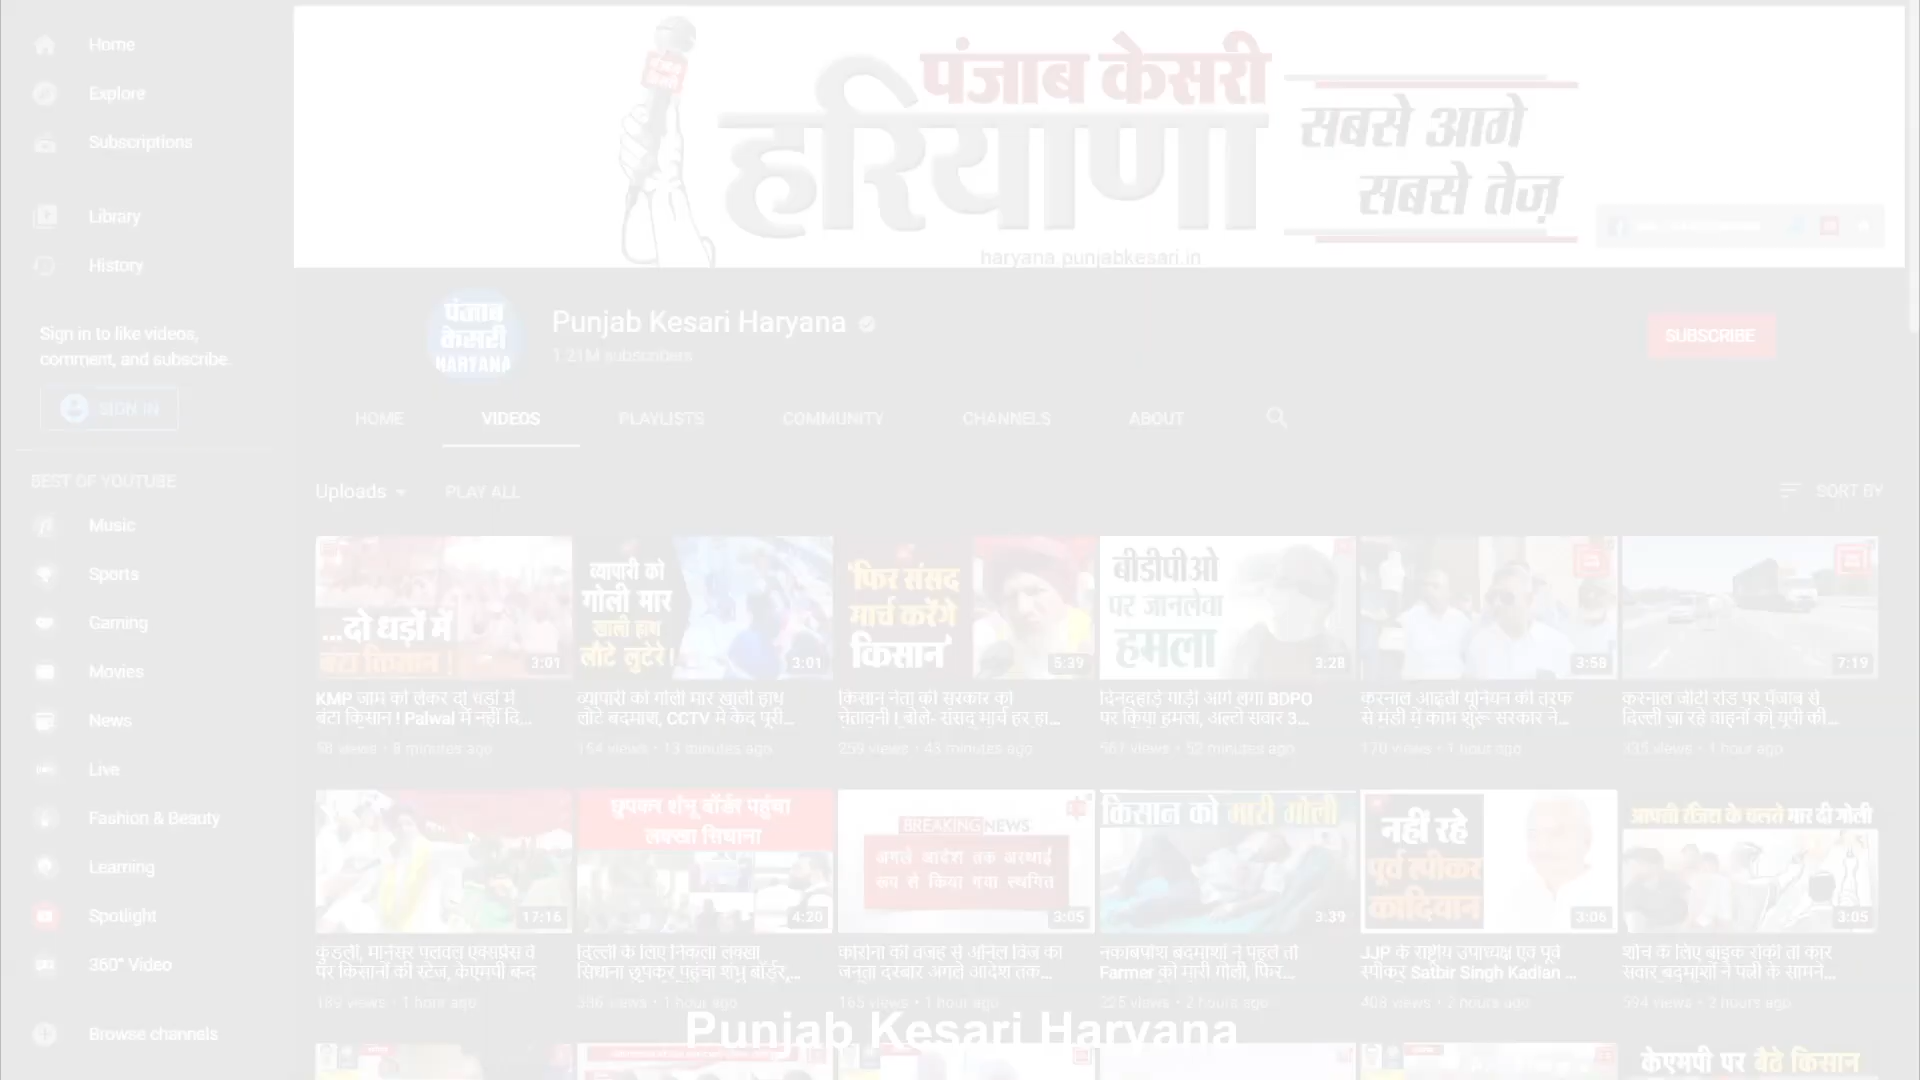 Home
Explore
Subscriptions
Library
History
Sign in to like videos,
comment, and subscribe.
SIGN IN
BEST OF YOUTUBE
Music
Sports
Gaming
Movies
News
Live
Fashion & Beauty
Learning
Spotlight
360° Video
Browse channels
पंजाब केसरी
हरियाणा
सबसे आगे
सबसे तेज़
haryana.punjabkesari.in
पंजाब
केसरी
HARYANA
Punjab Kesari Haryana
1.21M subscribers
SUBSCRIBE
HOME VIDEOS PLAYLISTS COMMUNITY CHANNELS ABOUT
Uploads PLAY ALL SORT BY
...दो धड़ों में
बंटा किसान !
3:01
व्यापारी को
गोली मार
खाली हाथ
लौटे लुटेरे !
3:01
'फिर संसद
मार्च करेंगे
किसान'
5:39
बीडीपीओ
पर जानलेवा
हमला
3:28
3:58
7:19
KMP जाम को लेकर दो धड़ों में
बंटा किसान ! Palwal में नहीं दि...
58 views • 9 minutes ago
व्यापारी को गोली मार खाली हाथ
लौटे बदमाश, CCTV में कैद पूरी...
154 views • 13 minutes ago
किसान नेता की सरकार को
चेतावनी ! बोले- संसद मार्च हर हा...
259 views • 43 minutes ago
दिनदहाड़े गाड़ी आगे लगा BDPO
पर किया हमला, अल्टो सवार 3...
561 views • 52 minutes ago
करनाल आढ़ती यूनियन की तरफ
से मंडी में काम शुरू सरकार ने...
170 views • 1 hour ago
करनाल जीटी रोड पर पंजाब से
दिल्ली जा रहे वाहनों को यूपी की...
335 views • 1 hour ago
17:16
छुपकर शंभू बॉर्डर पहुंचा
लक्खा सिधाना
4:20
BREAKING NEWS
अगले आदेश तक अस्थाई
रूप से किया गया स्थगित
3:05
किसान को मारी गोली
3:39
नहीं रहे
पूर्व स्पीकर
कादियान
3:06
आपसी रंजिश के चलते मार दी गोली
3:05
कुंडली, मानेसर पलवल एक्सप्रेस वे
पर किसानों की स्टेज, केएमपी बन्द
189 views • 1 hour ago
दिल्ली के लिए निकला लक्खा
सिधाना छुपकर पहुंचा शंभू बॉर्डर,...
386 views • 1 hour ago
कोरोना की वजह से अनिल विज का
जनता दरबार अगले आदेश तक...
165 views • 1 hour ago
नकाबपोश बदमाशों ने पहले तो
Farmer को मारी गोली, फिर...
225 views • 2 hours ago
JJP के राष्ट्रीय उपाध्यक्ष एवं पूर्व
स्पीकर Satbir Singh Kadian ...
408 views • 2 hours ago
शौच के लिए बाइक रोकी तो कार
सवार बदमाशों ने पत्नी के सामने...
594 views • 2 hours ago
Punjab Kesari Haryana
केएमपी पर बैठे किसान